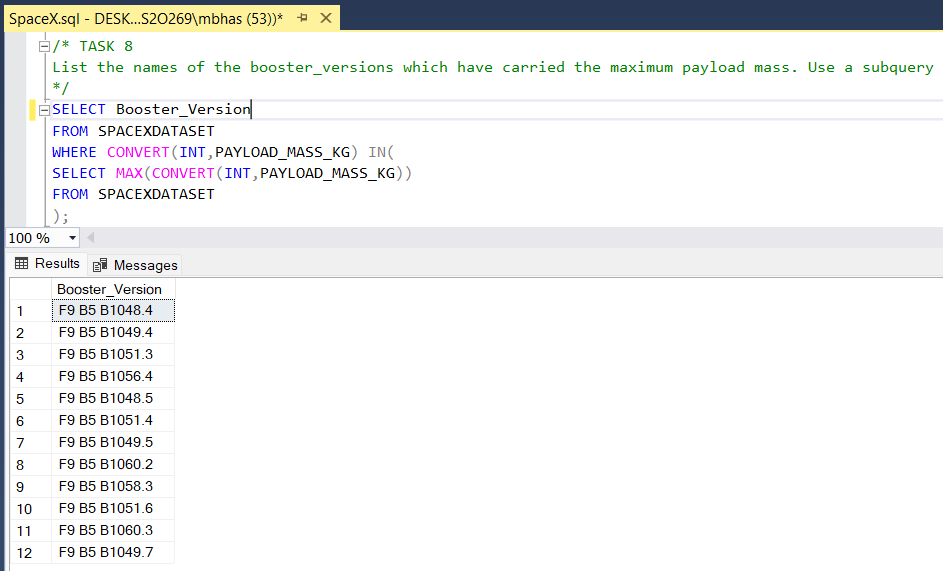 SpaceX.sql - DESK...S2O269\mbhas (53))*
/* TASK 8
List the names of the booster_versions which have carried the maximum payload mass. Use a subquery
*/
SELECT Booster_Version
FROM SPACEXDATASET
WHERE CONVERT(INT,PAYLOAD_MASS_KG) IN(
SELECT MAX(CONVERT(INT,PAYLOAD_MASS_KG))
FROM SPACEXDATASET
);
100 %
Results Messages
Booster_Version
1 F9 B5 B1048.4
2 F9 B5 B1049.4
3 F9 B5 B1051.3
4 F9 B5 B1056.4
5 F9 B5 B1048.5
6 F9 B5 B1051.4
7 F9 B5 B1049.5
8 F9 B5 B1060.2
9 F9 B5 B1058.3
10 F9 B5 B1051.6
11 F9 B5 B1060.3
12 F9 B5 B1049.7